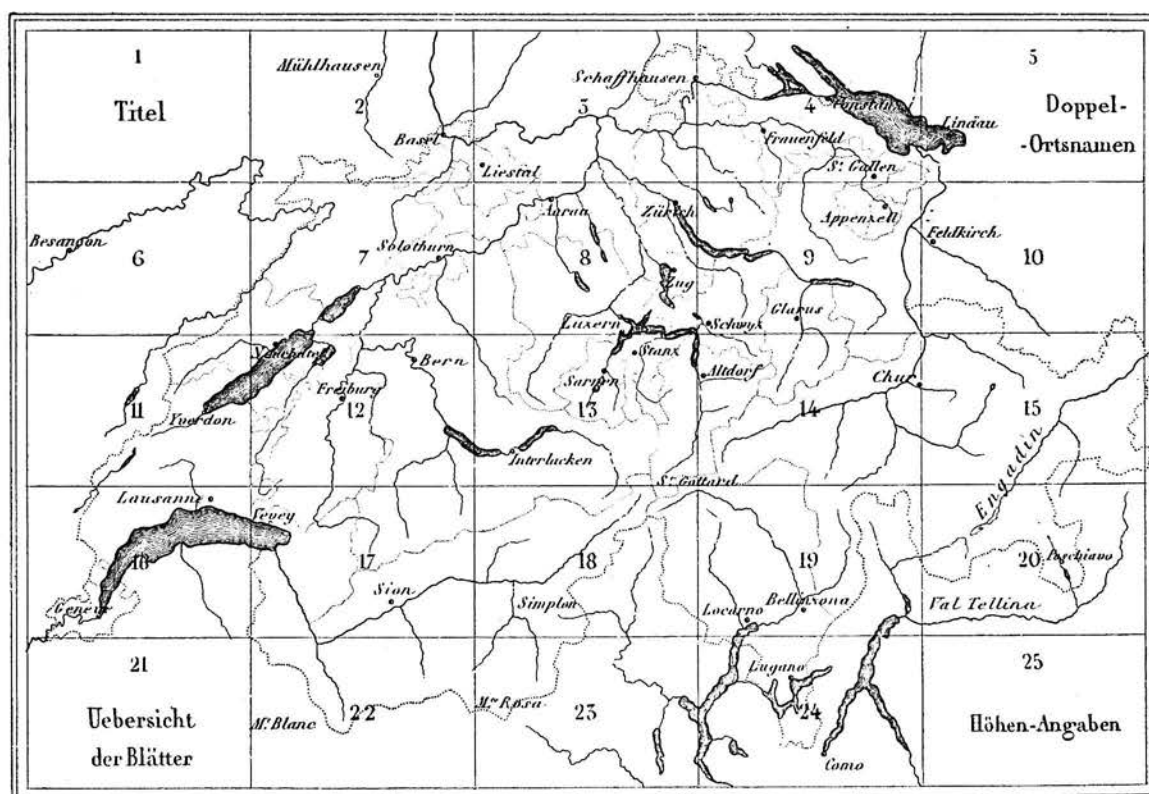 1
Titel
Mühlhausen
2
Basel
Liestal
3
Schaffhausen
4
Constanz
Frauenfeld
St. Gallen
Lindau
5
Doppel-
-Ortsnamen
Besançon
6
7
Solothurn
Aarau
8
Zürich
Zug
Luzern
Schwyz
Appenzell
9
Glarus
Feldkirch
10
11
Yverdon
Bern
Freiburg
12
Interlacken
Stanz
Sarnen
13
Altdorf
14
Chur
15
Engadin
St. Gottard
Lausanne
Vevey
16
Genève
17
Sion
18
Simplon
19
Locarno
Bellinzona
20
Poschiavo
Val Tellina
21
Uebersicht
der Blätter
Mt. Blanc
22
Mte. Rosa
23
Lugano
24
Como
25
Höhen-Angaben